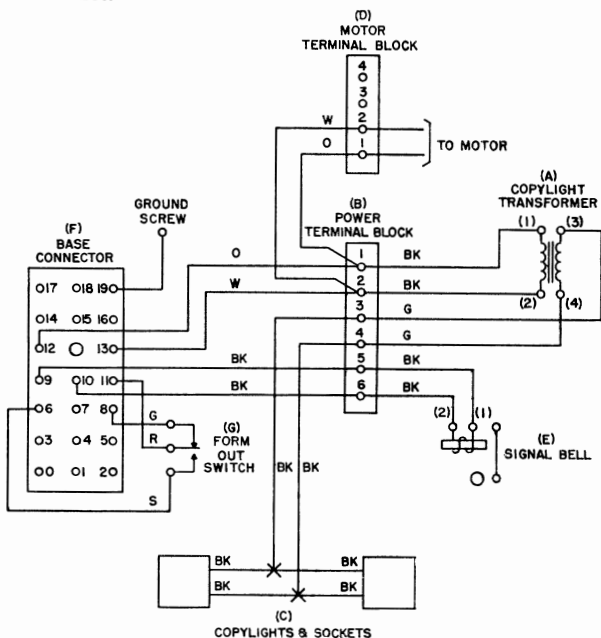 (D)
MOTOR
TERMINAL BLOCK
4
3
2
1
W
O
TO MOTOR
(A)
COPYLIGHT
TRANSFORMER
(1) (3)
(2) (4)
GROUND
SCREW
(B)
POWER
TERMINAL BLOCK
1
2
3
4
5
6
BK
BK
G
G
BK
BK
(F)
BASE
CONNECTOR
O
W
BK
BK
17 18 19
14 15 16
12 13
9 10 11
6 7 8
3 4 5
0 1 2
G
R
S
(G)
FORM
OUT
SWITCH
(2) (1)
(E)
SIGNAL BELL
BK BK
BK BK
BK BK
(C)
COPYLIGHTS & SOCKETS